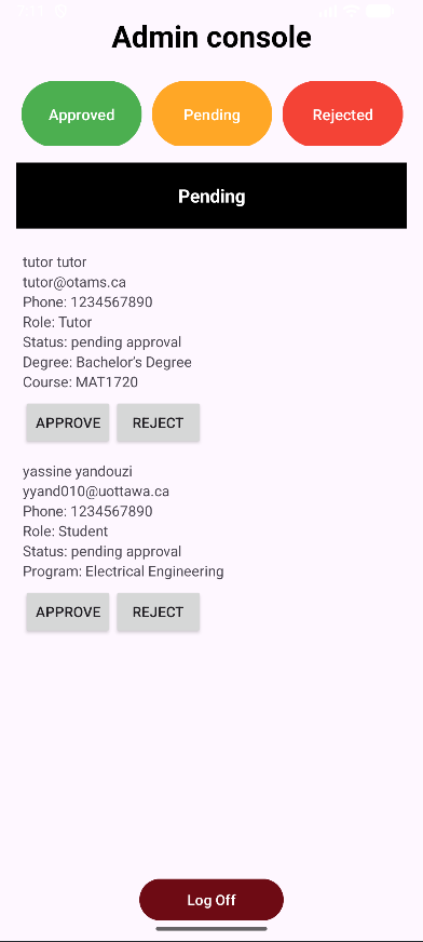 Admin console
Approved Pending Rejected
Pending
tutor tutor
tutor@otams.ca
Phone: 1234567890
Role: Tutor
Status: pending approval
Degree: Bachelor's Degree
Course: MAT1720
APPROVE REJECT
yassine yandouzi
yyand010@uottawa.ca
Phone: 1234567890
Role: Student
Status: pending approval
Program: Electrical Engineering
APPROVE REJECT
Log Off